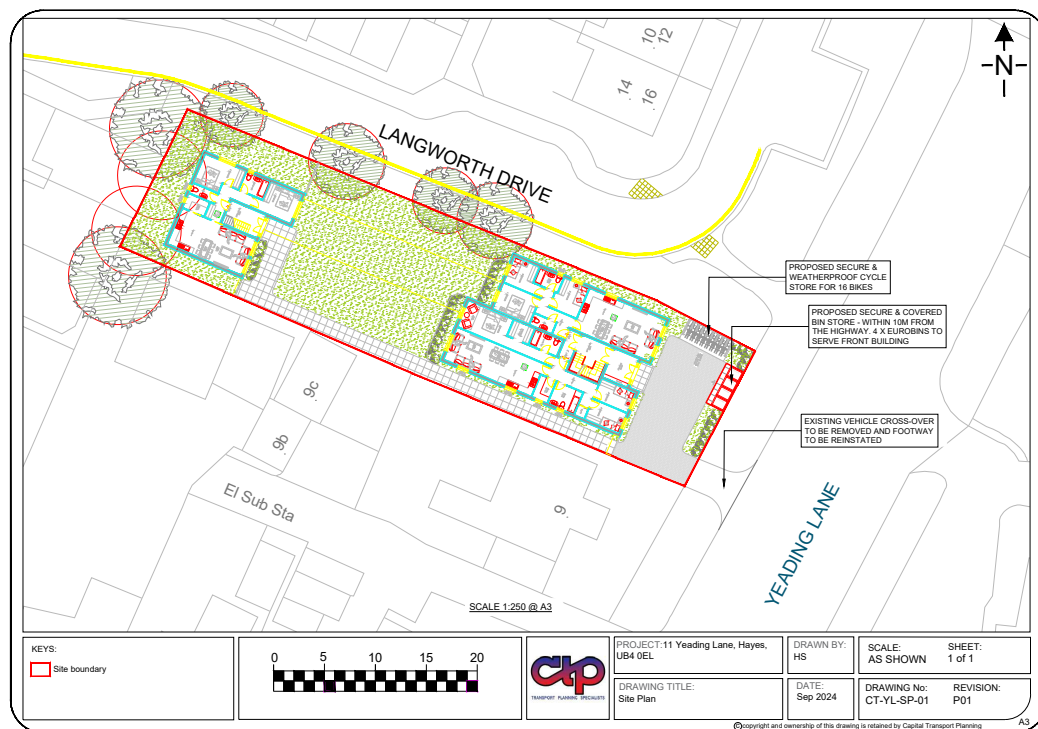 10
12
14
16
N
LANGWORTH DRIVE
PROPOSED SECURE &
WEATHERPROOF CYCLE
STORE FOR 16 BIKES
PROPOSED SECURE & COVERED
BIN STORE - WITHIN 10M FROM
THE HIGHWAY. 4 X EUROBINS TO
SERVE FRONT BUILDING
EXISTING VEHICLE CROSS-OVER
TO BE REMOVED AND FOOTWAY
TO BE REINSTATED
9c
9b
9
El Sub Sta
YEADING LANE
SCALE 1:250 @ A3
KEYS:
Site boundary
0 5 10 15 20
ctp
TRANSPORT PLANNING SPECIALISTS
PROJECT:11 Yeading Lane, Hayes,
UB4 0EL
DRAWN BY:
HS
SCALE: SHEET:
AS SHOWN 1 of 1
DRAWING TITLE:
Site Plan
DATE:
Sep 2024
DRAWING No: REVISION:
CT-YL-SP-01 P01
©copyright and ownership of this drawing is retained by Capital Transport Planning
A3